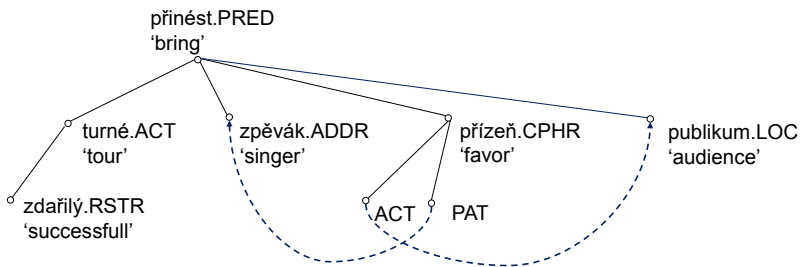 přinést.PRED
‘bring’
turné.ACT
‘tour’
zpěvák.ADDR
‘singer’
přízeň.CPHR
‘favor’
publikum.LOC
‘audience’
zdařilý.RSTR
‘successfull’
ACT
PAT